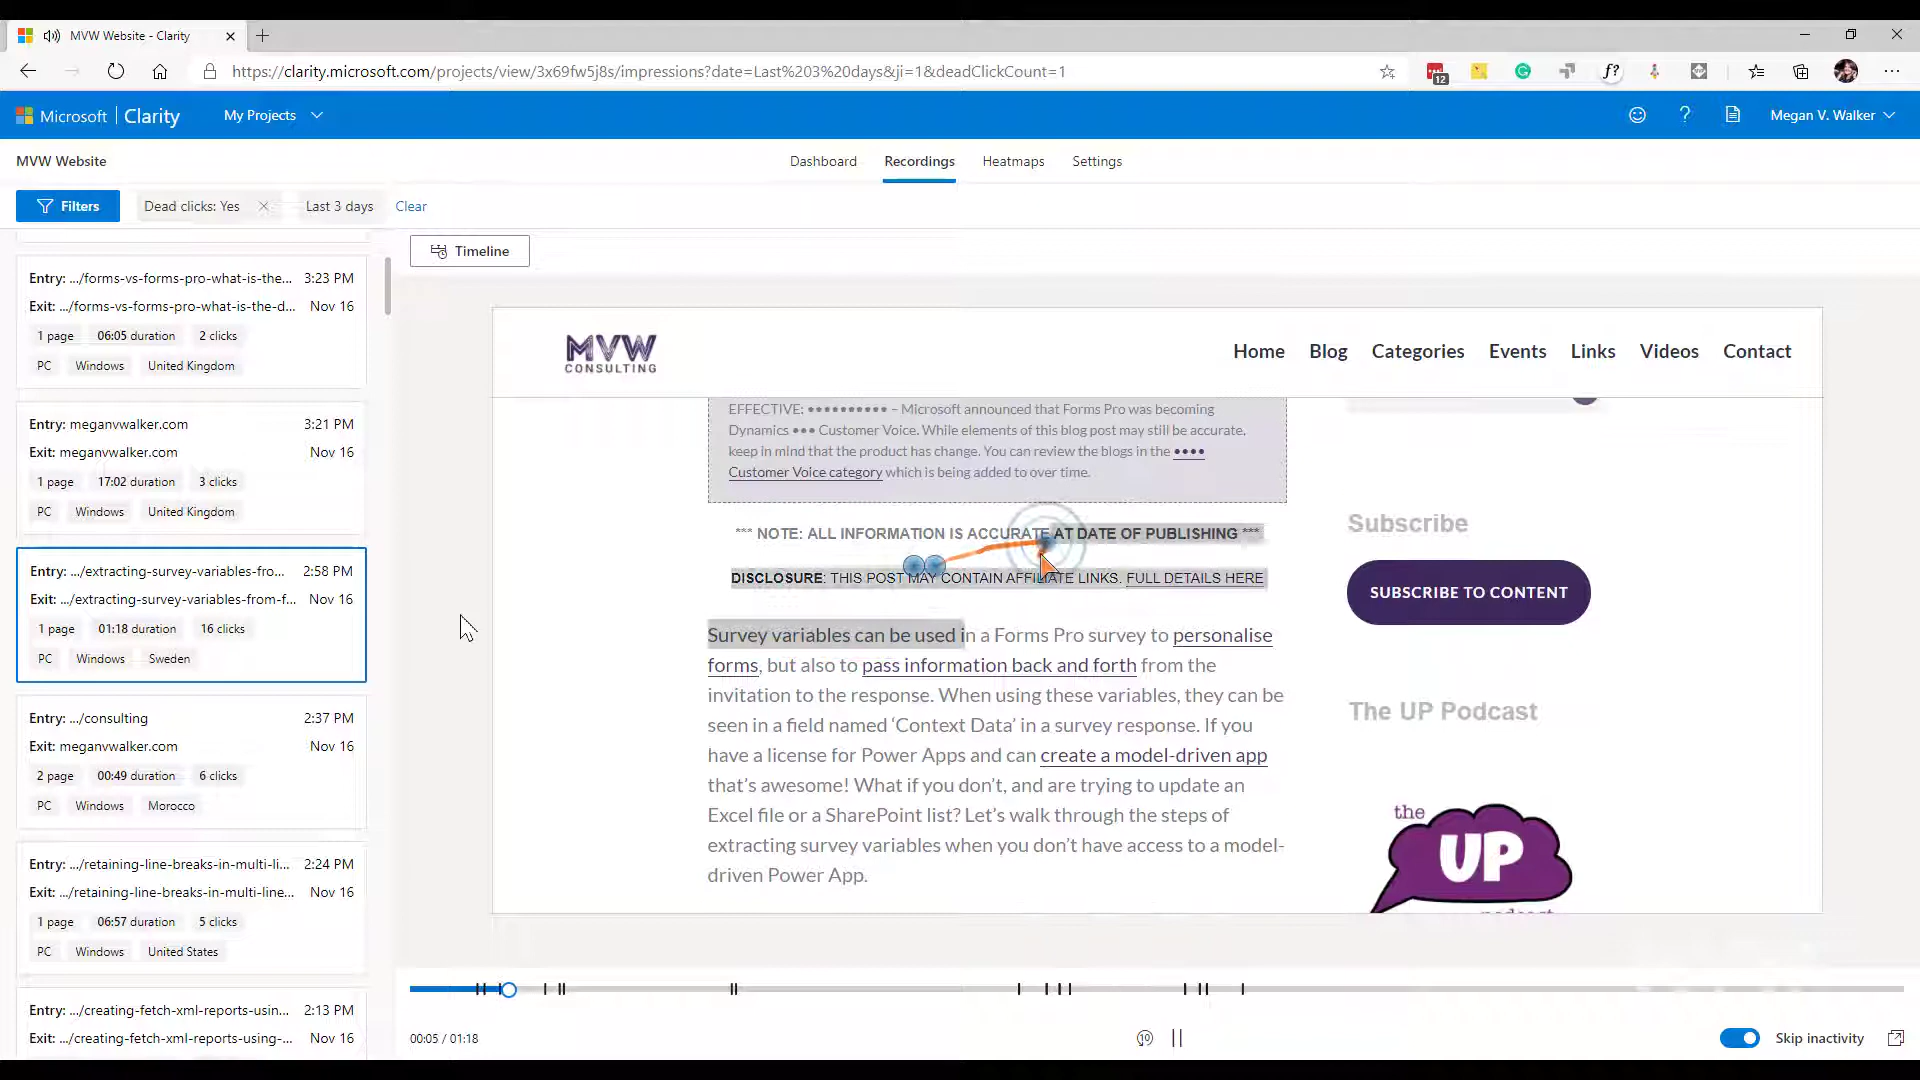 MVW Website - Clarity
https://clarity.microsoft.com/projects/view/3x69fw5j8s/impressions?date=Last%203%20days&ji=1&deadClickCount=1
12
f?
Microsoft | Clarity
My Projects
?
Megan V. Walker
MVW Website
Dashboard
Recordings
Heatmaps
Settings
Filters
Dead clicks: Yes
Last 3 days
Clear
Timeline
Entry: .../forms-vs-forms-pro-what-is-the... 3:23 PM
Exit: .../forms-vs-forms-pro-what-is-the-d... Nov 16
1 page 06:05 duration 2 clicks
PC Windows United Kingdom
Entry: meganvwalker.com 3:21 PM
Exit: meganvwalker.com Nov 16
1 page 17:02 duration 3 clicks
PC Windows United Kingdom
Entry: .../extracting-survey-variables-fro... 2:58 PM
Exit: .../extracting-survey-variables-from-f... Nov 16
1 page 01:18 duration 16 clicks
PC Windows Sweden
Entry: .../consulting 2:37 PM
Exit: meganvwalker.com Nov 16
2 page 00:49 duration 6 clicks
PC Windows Morocco
Entry: .../retaining-line-breaks-in-multi-li... 2:24 PM
Exit: .../retaining-line-breaks-in-multi-line... Nov 16
1 page 06:57 duration 5 clicks
PC Windows United States
Entry: .../creating-fetch-xml-reports-usin... 2:13 PM
Exit: .../creating-fetch-xml-reports-using-... Nov 16
MVW
CONSULTING
Home Blog Categories Events Links Videos Contact
EFFECTIVE: •••••••••• – Microsoft announced that Forms Pro was becoming
Dynamics ••• Customer Voice. While elements of this blog post may still be accurate,
keep in mind that the product has change. You can review the blogs in the ••••
Customer Voice category which is being added to over time.
*** NOTE: ALL INFORMATION IS ACCURATE AT DATE OF PUBLISHING ***
DISCLOSURE: THIS POST MAY CONTAIN AFFILIATE LINKS. FULL DETAILS HERE
Survey variables can be used in a Forms Pro survey to personalise
forms, but also to pass information back and forth from the
invitation to the response. When using these variables, they can be
seen in a field named ‘Context Data’ in a survey response. If you
have a license for Power Apps and can create a model-driven app
that’s awesome! What if you don’t, and are trying to update an
Excel file or a SharePoint list? Let’s walk through the steps of
extracting survey variables when you don’t have access to a model-
driven Power App.
Subscribe
SUBSCRIBE TO CONTENT
The UP Podcast
the
UP
podcast
00:05 / 01:18
10
Skip inactivity